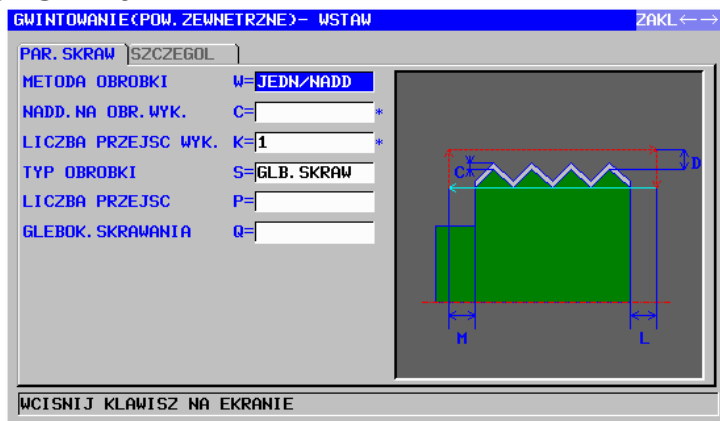 GWINTOWANIE(POW. ZEWNETRZNE)- WSTAW ZAKL←→
PAR. SKRAW SZCZEGOL
METODA OBROBKI W=JEDN/NADD
NADD. NA OBR. WYK. C= *
LICZBA PRZEJSC WYK. K=1 *
TYP OBROBKI S=GLB. SKRAW
LICZBA PRZEJSC P=
GLEBOK. SKRAWANIA Q=
C D
M L
WCISNIJ KLAWISZ NA EKRANIE